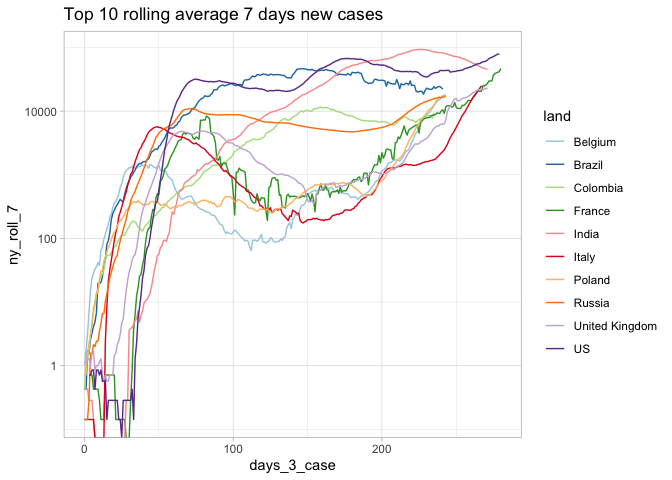 Top 10 rolling average 7 days new cases
10000
100
1
ny_roll_7
0
100
200
days_3_case
land
Belgium
Brazil
Colombia
France
India
Italy
Poland
Russia
United Kingdom
US